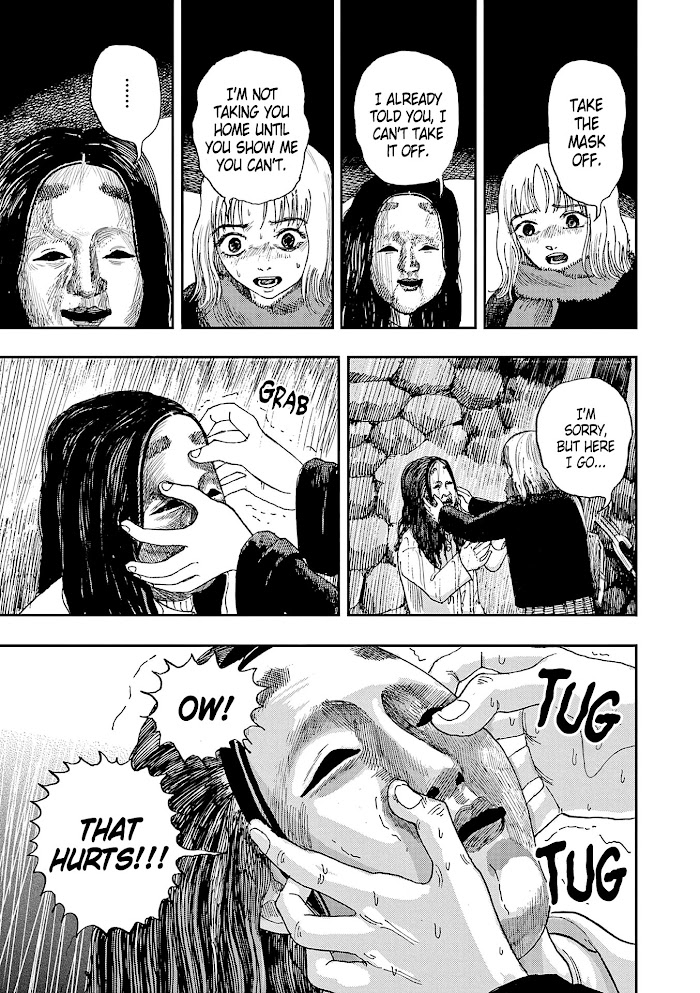 TAKE
THE
MASK
OFF.
I ALREADY
TOLD YOU, I
CAN'T TAKE
IT OFF.
I'M NOT
TAKING YOU
HOME UNTIL
YOU SHOW ME
YOU CAN'T.
......
I'M
SORRY,
BUT HERE
I GO...
GRAB
TUG
OW!
THAT
HURTS!!!
TUG